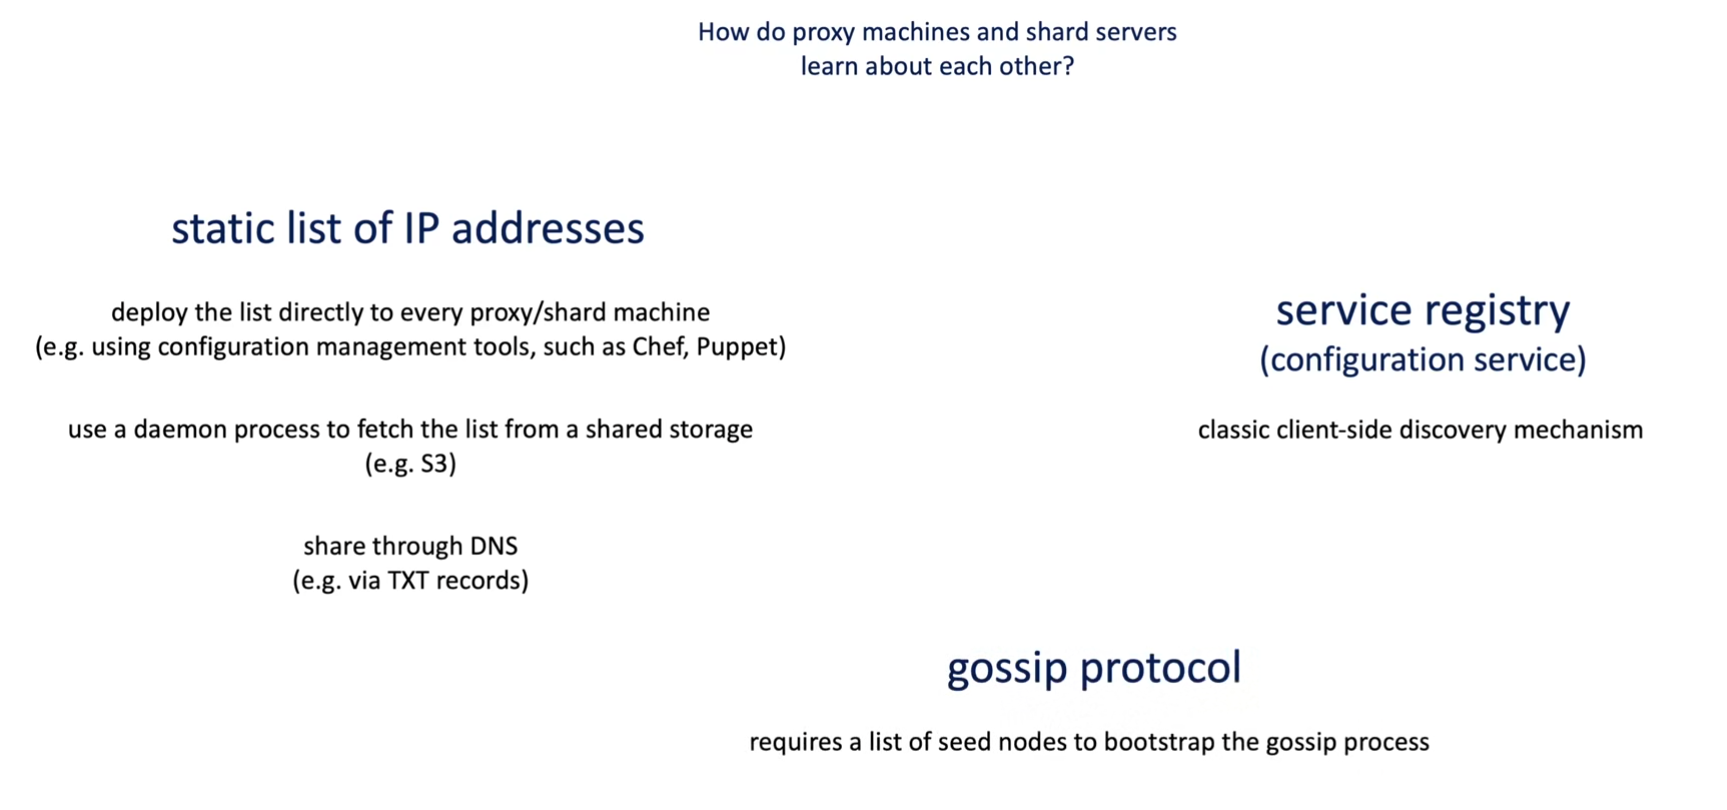 How do proxy machines and shard servers
learn about each other?
static list of IP addresses
deploy the list directly to every proxy/shard machine
(e.g. using configuration management tools, such as Chef, Puppet)
use a daemon process to fetch the list from a shared storage
(e.g. S3)
share through DNS
(e.g. via TXT records)
service registry
(configuration service)
classic client-side discovery mechanism
gossip protocol
requires a list of seed nodes to bootstrap the gossip process